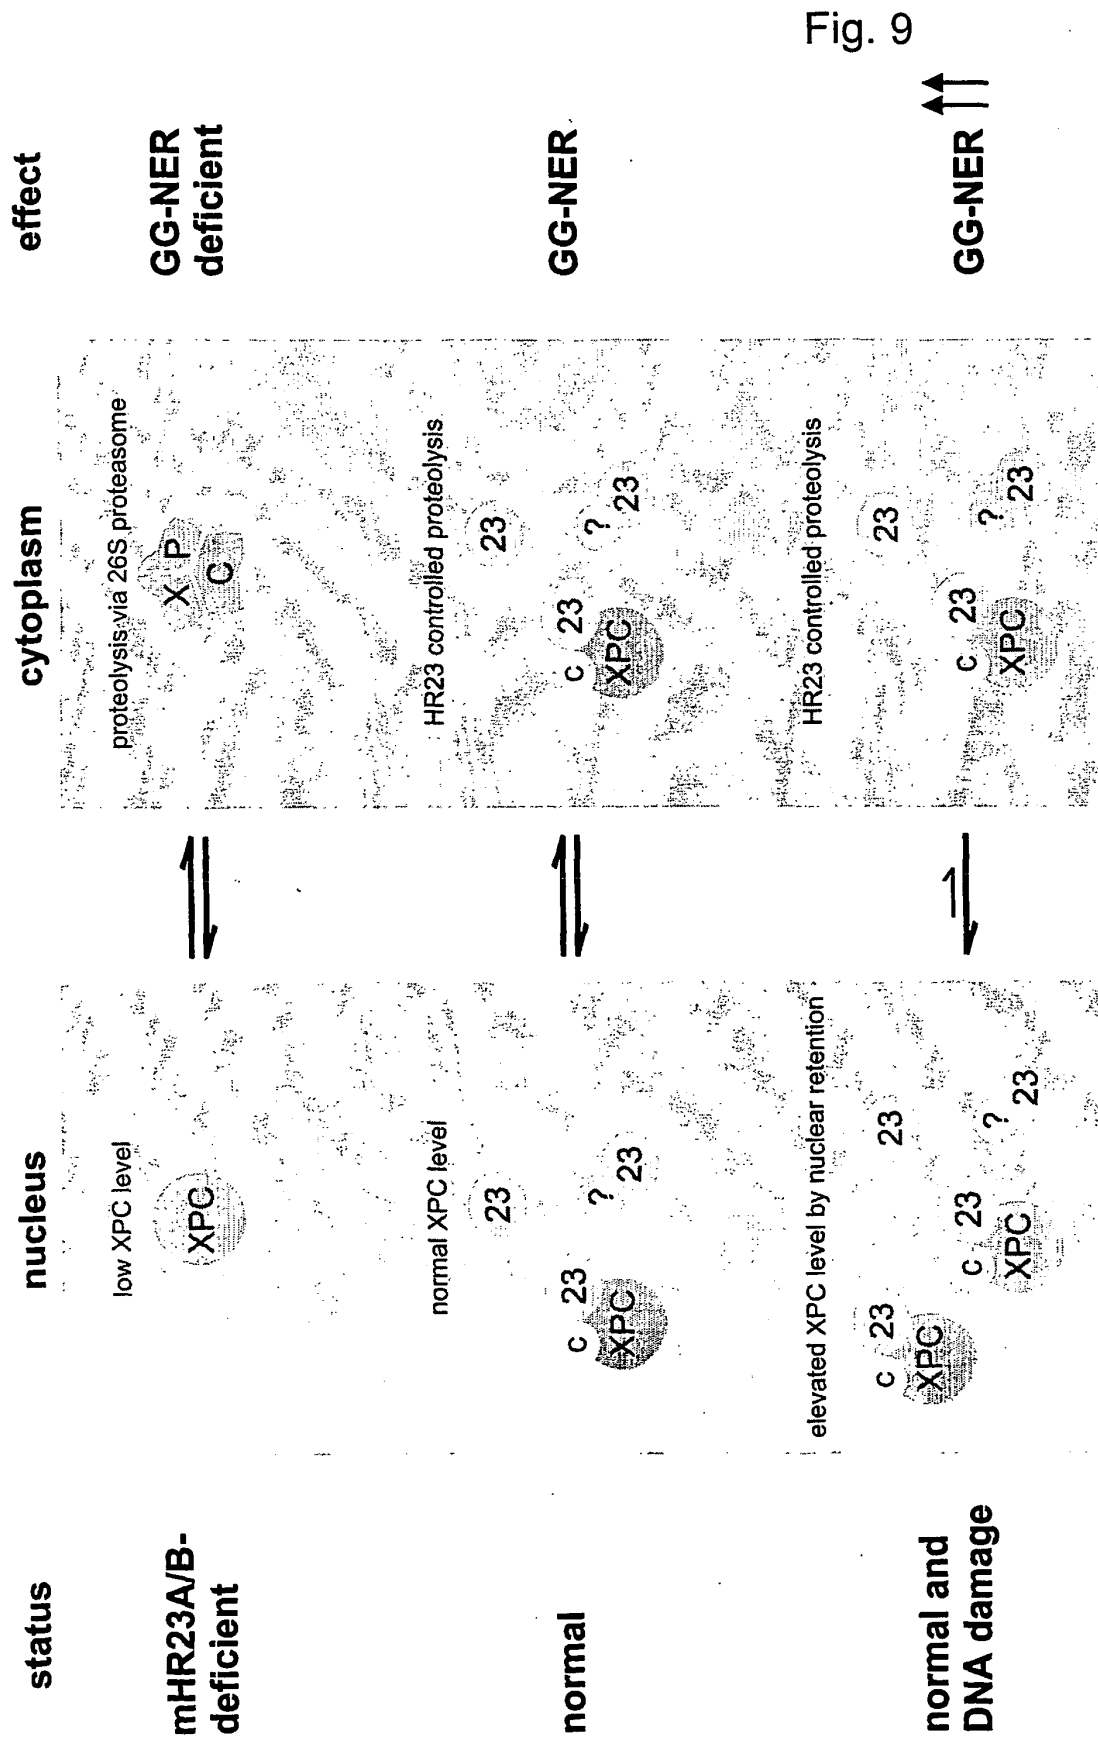 Fig. 9
status
nucleus
cytoplasm
effect
mHR23A/B-
deficient
low XPC level
XPC
proteolysis via 26S proteasome
X P
C
GG-NER
deficient
normal
normal XPC level
23
c 23
XPC
?
23
HR23 controlled proteolysis
23
c 23
XPC
?
23
GG-NER
normal and
DNA damage
elevated XPC level by nuclear retention
c 23
XPC
23
c 23
XPC
?
23
HR23 controlled proteolysis
23
c 23
XPC
?
23
GG-NER